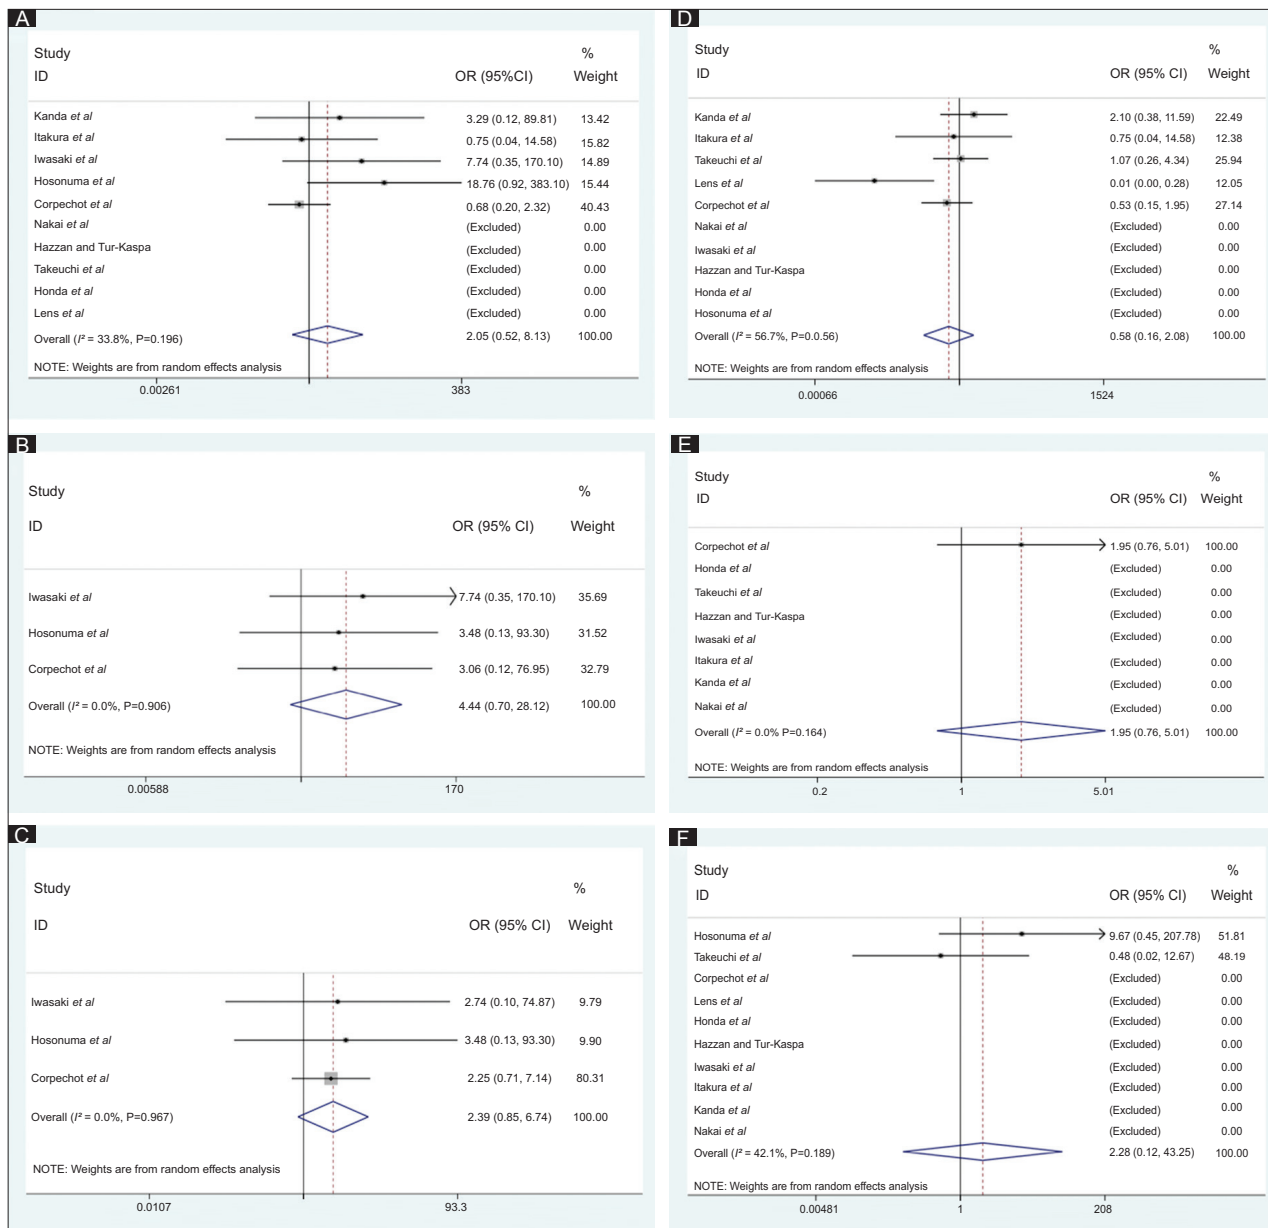 A
Study %
ID OR (95%CI) Weight
Kanda et al 3.29 (0.12, 89.81) 13.42
Itakura et al 0.75 (0.04, 14.58) 15.82
Iwasaki et al 7.74 (0.35, 170.10) 14.89
Hosonuma et al 18.76 (0.92, 383.10) 15.44
Corpechot et al 0.68 (0.20, 2.32) 40.43
Nakai et al (Excluded) 0.00
Hazzan and Tur-Kaspa (Excluded) 0.00
Takeuchi et al (Excluded) 0.00
Honda et al (Excluded) 0.00
Lens et al (Excluded) 0.00
Overall (I² = 33.8%, P=0.196) 2.05 (0.52, 8.13) 100.00
NOTE: Weights are from random effects analysis
0.00261 383
B
Study %
ID OR (95% CI) Weight
Iwasaki et al 7.74 (0.35, 170.10) 35.69
Hosonuma et al 3.48 (0.13, 93.30) 31.52
Corpechot et al 3.06 (0.12, 76.95) 32.79
Overall (I² = 0.0%, P=0.906) 4.44 (0.70, 28.12) 100.00
NOTE: Weights are from random effects analysis
0.00588 170
C
Study %
ID OR (95% CI) Weight
Iwasaki et al 2.74 (0.10, 74.87) 9.79
Hosonuma et al 3.48 (0.13, 93.30) 9.90
Corpechot et al 2.25 (0.71, 7.14) 80.31
Overall (I² = 0.0%, P=0.967) 2.39 (0.85, 6.74) 100.00
NOTE: Weights are from random effects analysis
0.0107 93.3
D
Study %
ID OR (95% CI) Weight
Kanda et al 2.10 (0.38, 11.59) 22.49
Itakura et al 0.75 (0.04, 14.58) 12.38
Takeuchi et al 1.07 (0.26, 4.34) 25.94
Lens et al 0.01 (0.00, 0.28) 12.05
Corpechot et al 0.53 (0.15, 1.95) 27.14
Nakai et al (Excluded) 0.00
Iwasaki et al (Excluded) 0.00
Hazzan and Tur-Kaspa (Excluded) 0.00
Honda et al (Excluded) 0.00
Hosonuma et al (Excluded) 0.00
Overall (I² = 56.7%, P=0.0.56) 0.58 (0.16, 2.08) 100.00
NOTE: Weights are from random effects analysis
0.00066 1524
E
Study %
ID OR (95% CI) Weight
Corpechot et al 1.95 (0.76, 5.01) 100.00
Honda et al (Excluded) 0.00
Takeuchi et al (Excluded) 0.00
Hazzan and Tur-Kaspa (Excluded) 0.00
Iwasaki et al (Excluded) 0.00
Itakura et al (Excluded) 0.00
Kanda et al (Excluded) 0.00
Nakai et al (Excluded) 0.00
Overall (I² = 0.0% P=0.164) 1.95 (0.76, 5.01) 100.00
NOTE: Weights are from random effects analysis
0.2 1 5.01
F
Study %
ID OR (95% CI) Weight
Hosonuma et al 9.67 (0.45, 207.78) 51.81
Takeuchi et al 0.48 (0.02, 12.67) 48.19
Corpechot et al (Excluded) 0.00
Lens et al (Excluded) 0.00
Honda et al (Excluded) 0.00
Hazzan and Tur-Kaspa (Excluded) 0.00
Iwasaki et al (Excluded) 0.00
Itakura et al (Excluded) 0.00
Kanda et al (Excluded) 0.00
Nakai et al (Excluded) 0.00
Overall (I² = 42.1%, P=0.189) 2.28 (0.12, 43.25) 100.00
NOTE: Weights are from random effects analysis
0.00481 1 208